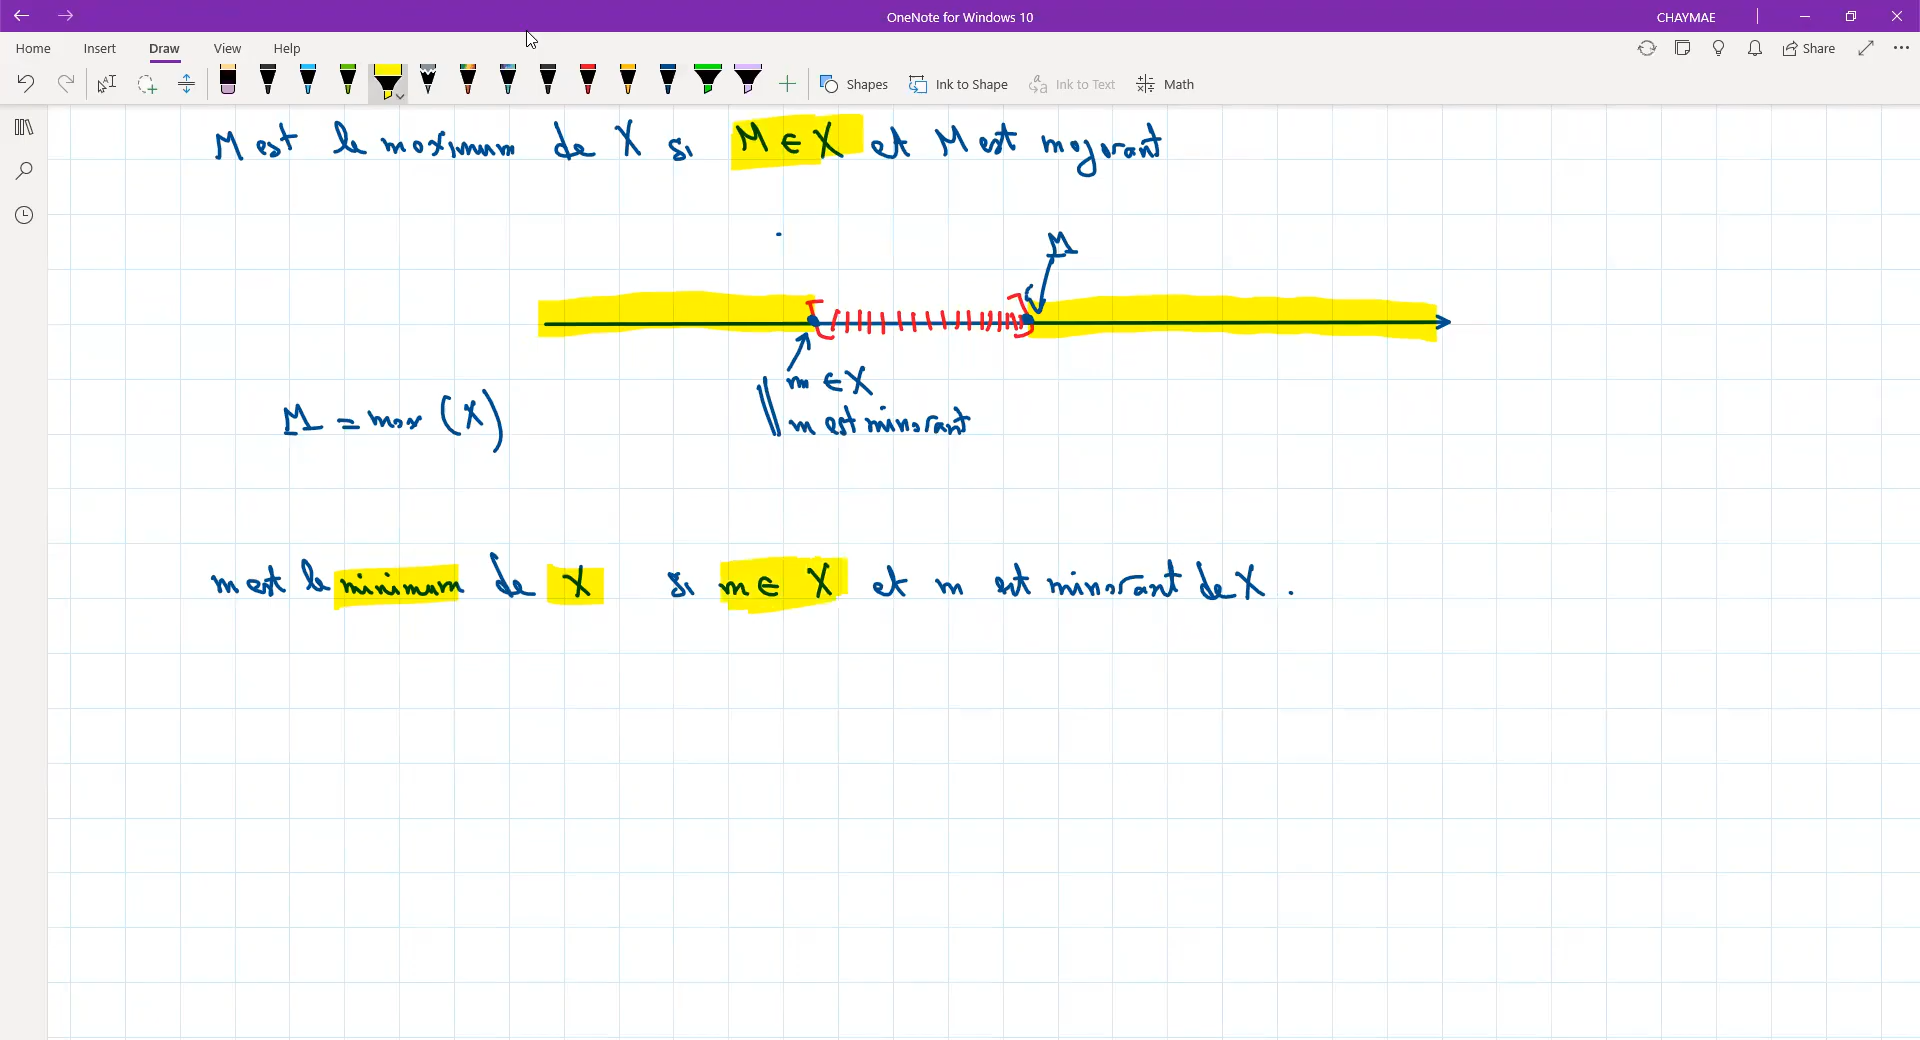 OneNote for Windows 10
CHAYMAE
Home Insert Draw View Help
Share
Shapes Ink to Shape Ink to Text Math
M est le maximum de X si M ∈ X et M est majorant
M
m ∈ X
M = max (X)
m est minorant
m est le minimum de X si m ∈ X et m est minorant de X .